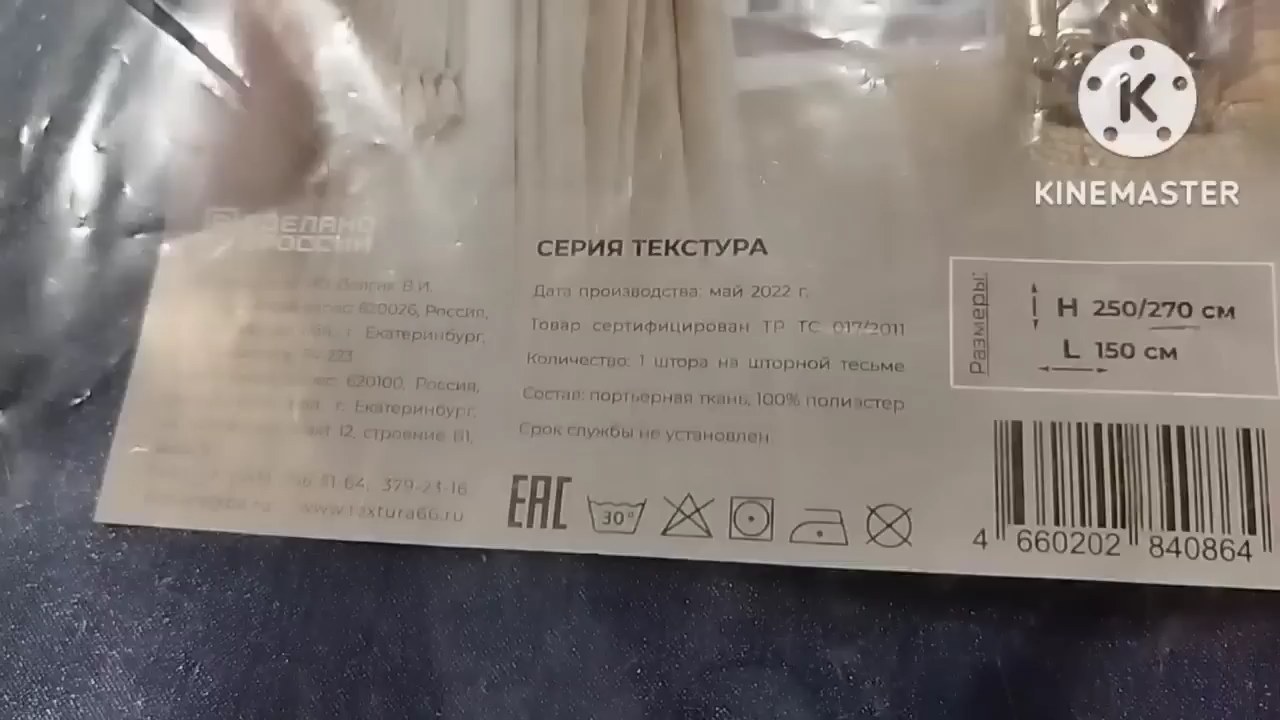 KINEMASTER
СДЕЛАНО
В РОССИИ
В.И.
620026, Россия,
г. Екатеринбург,
223
620100, Россия,
г. Екатеринбург,
12, строение В1,
81-64, 379-23-16
www.textura66.ru
СЕРИЯ ТЕКСТУРА
Дата производства: май 2022 г.
Товар сертифицирован ТР ТС 017/2011
Количество: 1 штора на шторной тесьме
Состав: портьерная ткань, 100% полиэстер
Срок службы не установлен
EAC
30°
Размеры:
H 250/270 см
L 150 см
4 660202 840864